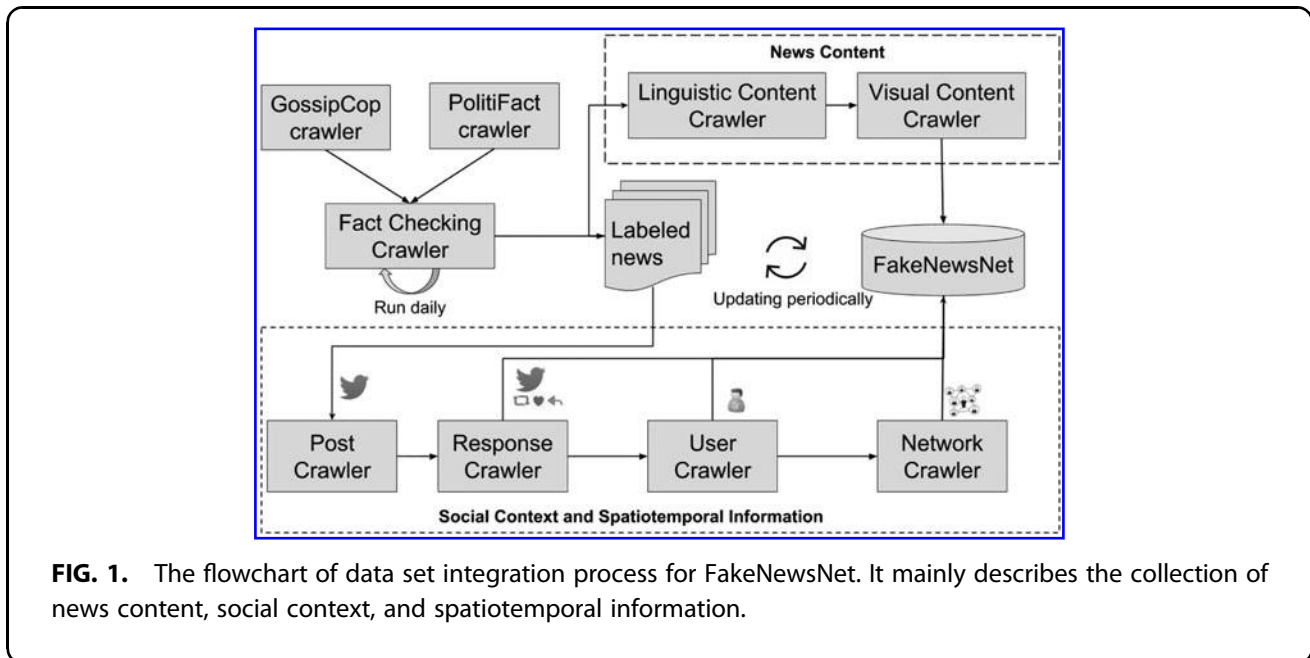 News Content
GossipCop
crawler
PolitiFact
crawler
Linguistic Content
Crawler
Visual Content
Crawler
Fact Checking
Crawler
Run daily
Labeled
news
Updating periodically
FakeNewsNet
Post
Crawler
Response
Crawler
User
Crawler
Network
Crawler
Social Context and Spatiotemporal Information
FIG. 1. The flowchart of data set integration process for FakeNewsNet. It mainly describes the collection of
news content, social context, and spatiotemporal information.